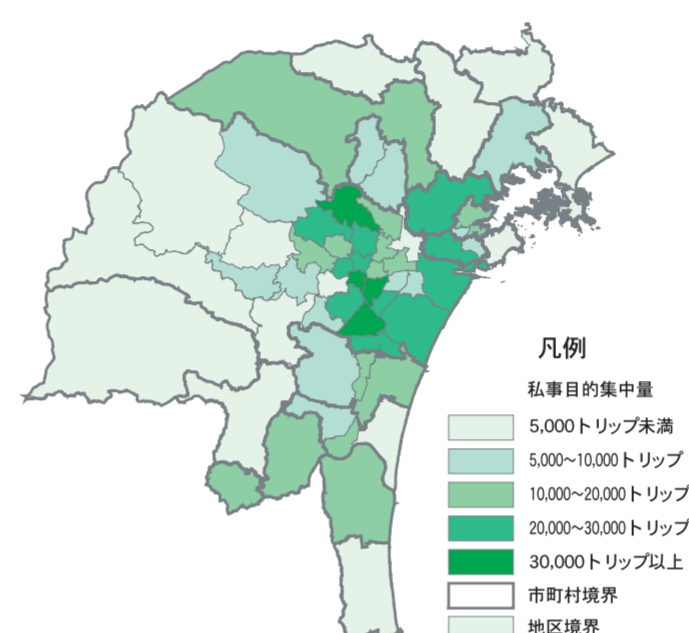 凡例
私事目的集中量
5,000トリップ未満
5,000~10,000トリップ
10,000~20,000トリップ
20,000~30,000トリップ
30,000トリップ以上
市町村境界
地区境界